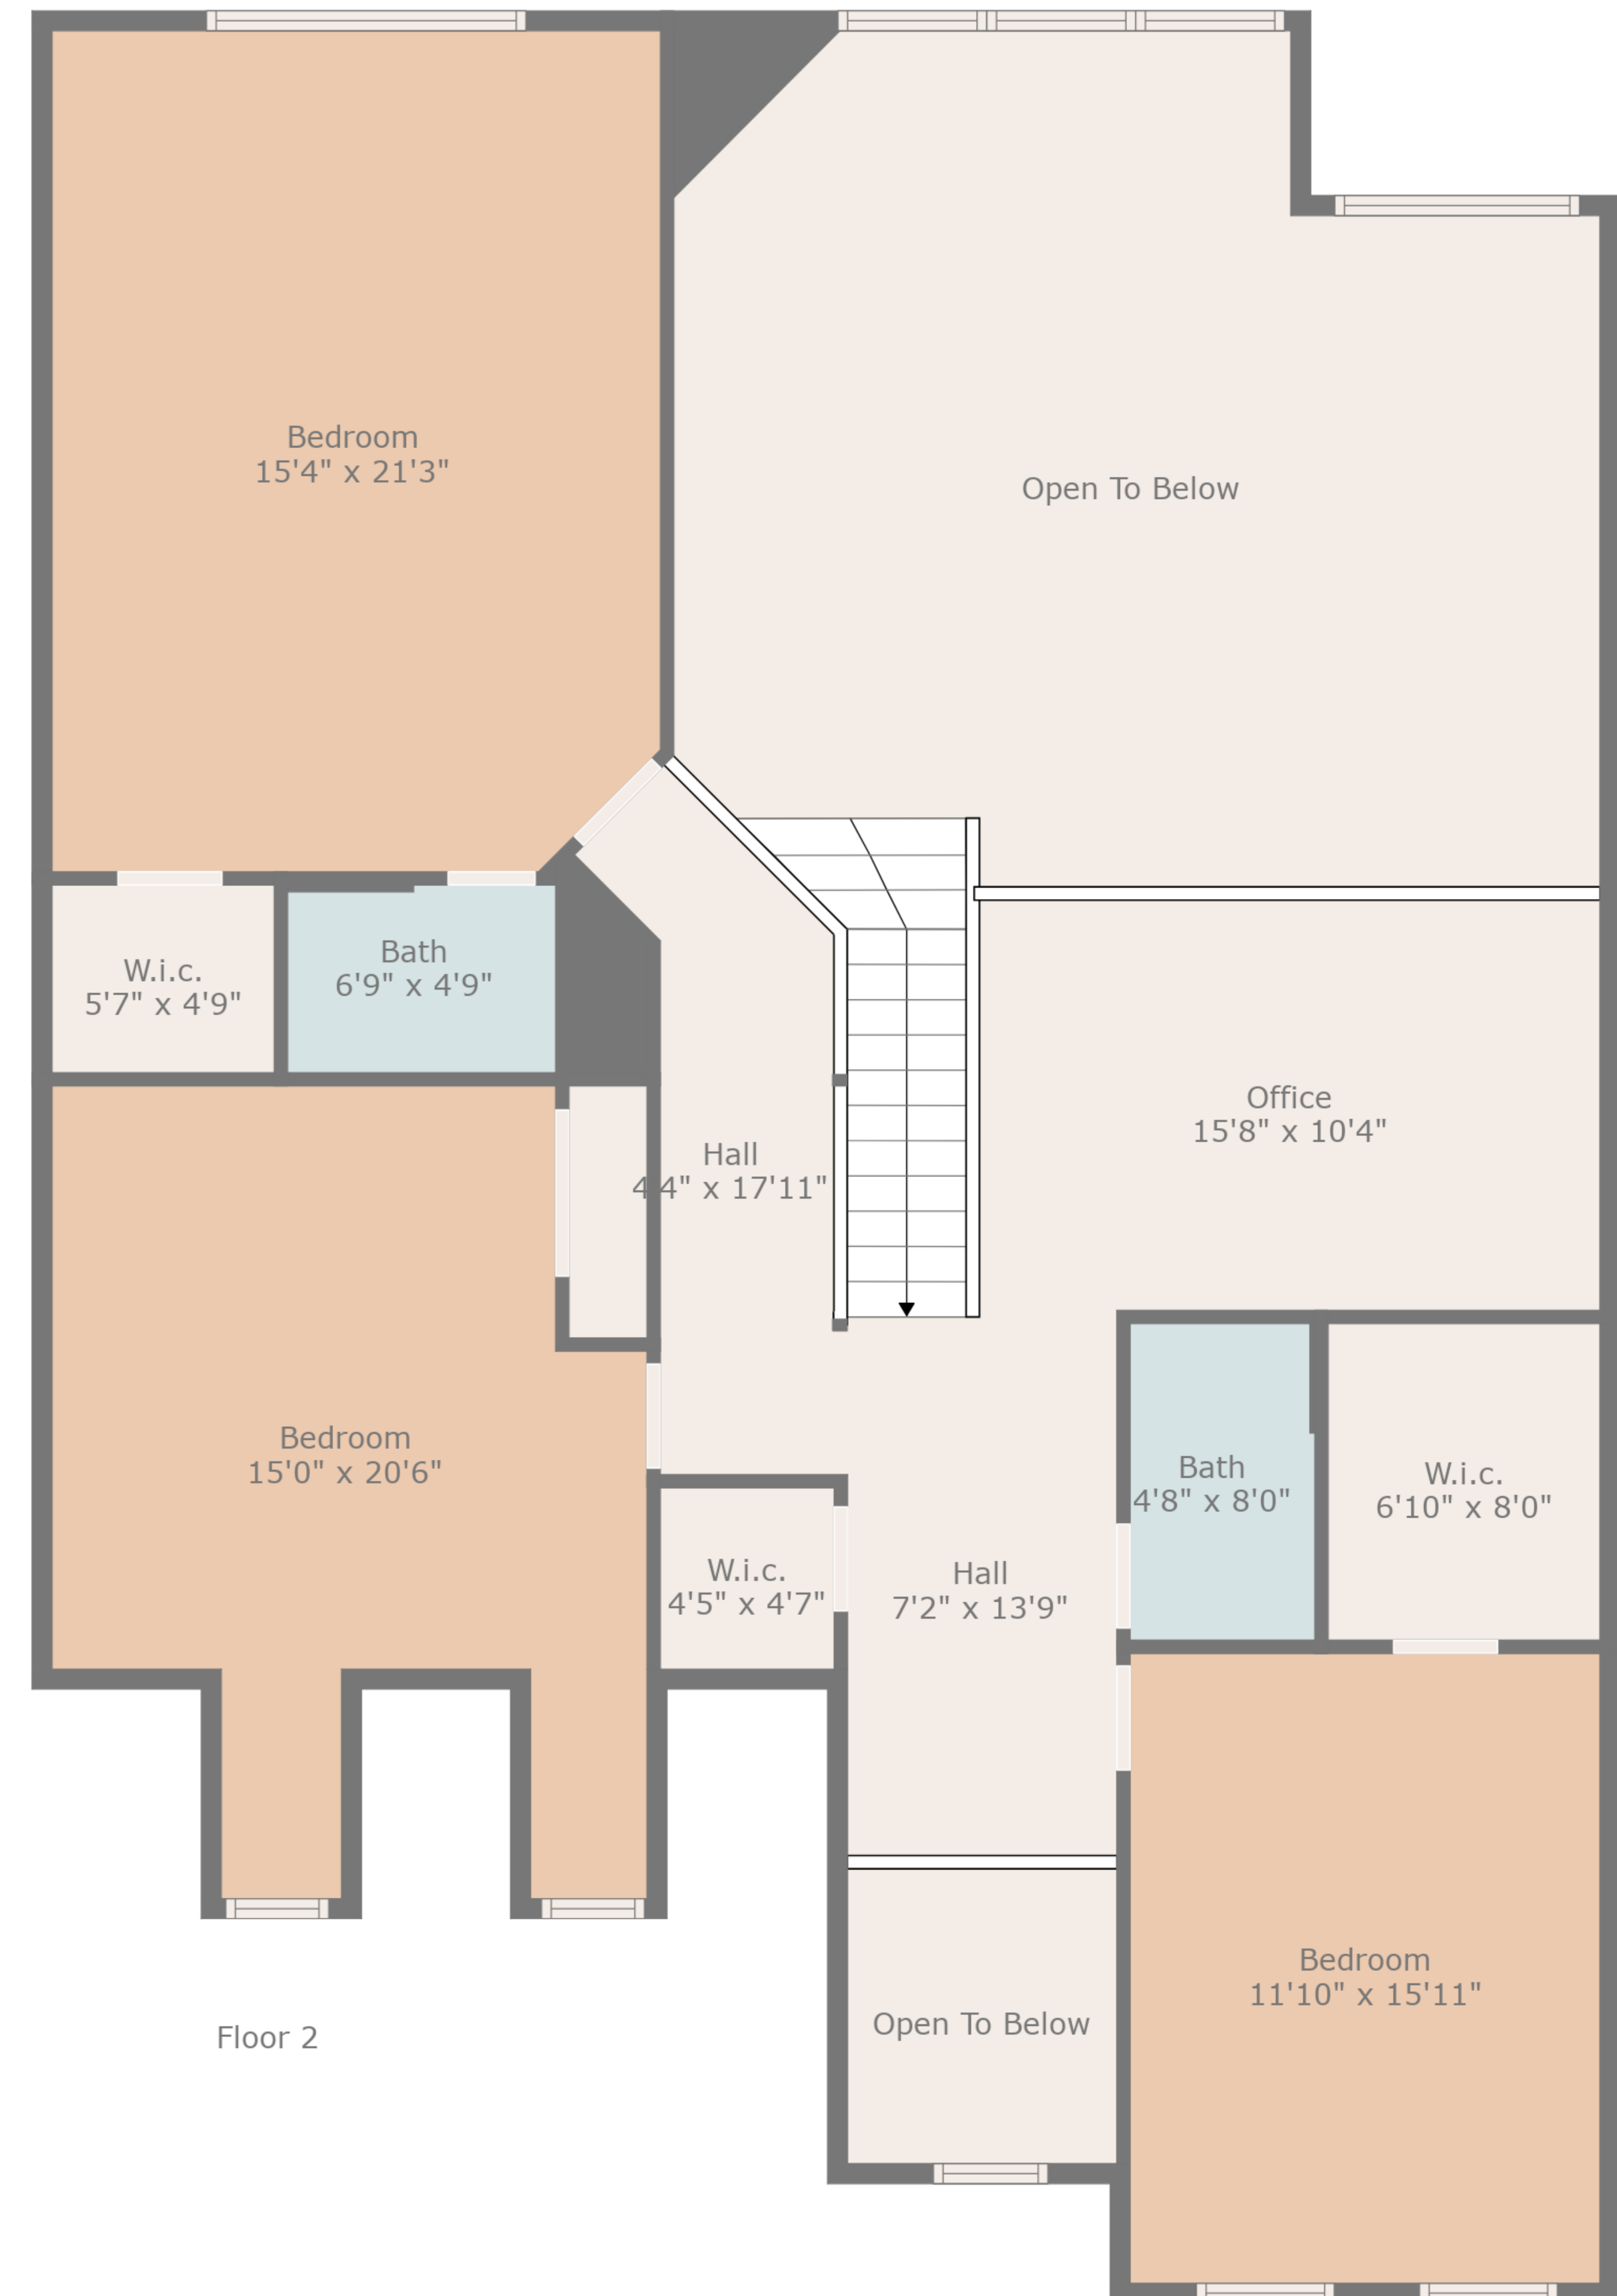 Bedroom
15'4" x 21'3"
Open To Below
W.i.c.
5'7" x 4'9"
Bath
6'9" x 4'9"
Hall
4'4" x 17'11"
Office
15'8" x 10'4"
Bedroom
15'0" x 20'6"
Bath
4'8" x 8'0"
W.i.c.
6'10" x 8'0"
W.i.c.
4'5" x 4'7"
Hall
7'2" x 13'9"
Bedroom
11'10" x 15'11"
Open To Below
Floor 2